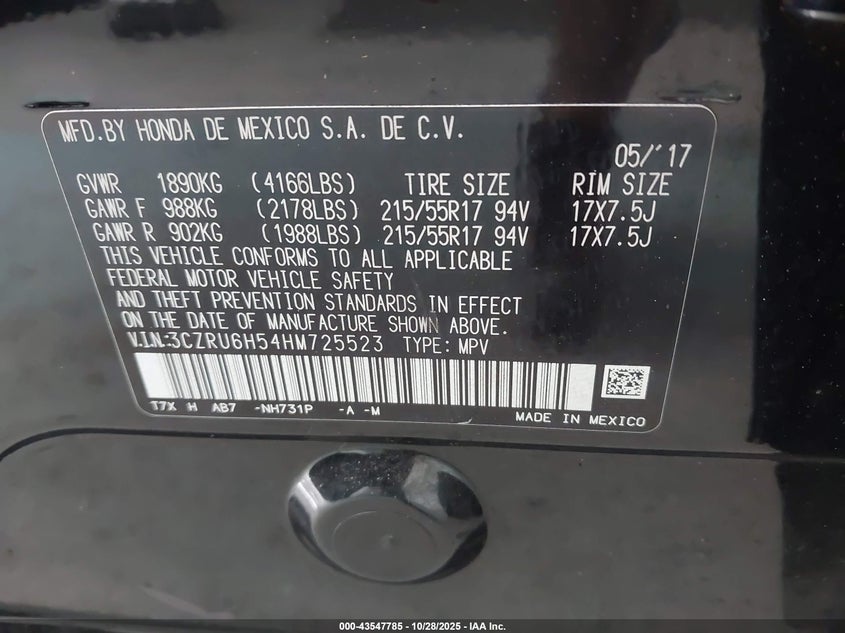 MFD.BY HONDA DE MEXICO S.A. DE C.V.
05/'17
GVWR 1890KG (4166LBS) TIRE SIZE RIM SIZE
GAWR F 988KG (2178LBS) 215/55R17 94V 17X7.5J
GAWR R 902KG (1988LBS) 215/55R17 94V 17X7.5J
THIS VEHICLE CONFORMS TO ALL APPLICABLE
FEDERAL MOTOR VEHICLE SAFETY
AND THEFT PREVENTION STANDARDS IN EFFECT
ON THE DATE OF MANUFACTURE SHOWN ABOVE.
V.I.N:3CZRU6H54HM725523 TYPE: MPV
T7X H AB7 -NH731P -A -M
MADE IN MEXICO
000-43547785 - 10/28/2025 - IAA Inc.